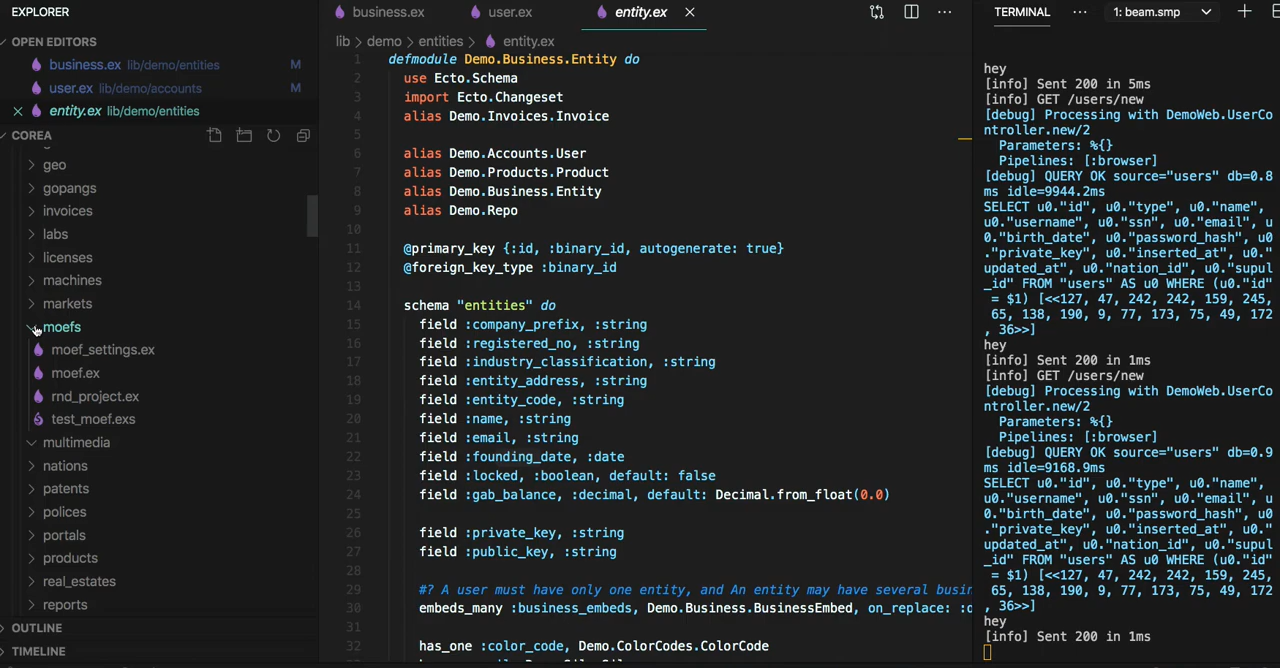 EXPLORER
OPEN EDITORS
business.ex lib/demo/entities M
user.ex lib/demo/accounts M
entity.ex lib/demo/entities
COREA
geo
gopangs
invoices
labs
licenses
machines
markets
moefs
moef_settings.ex
moef.ex
rnd_project.ex
test_moef.exs
multimedia
nations
patents
polices
portals
products
real_estates
reports
OUTLINE
TIMELINE
business.ex user.ex entity.ex
lib > demo > entities > entity.ex
1 defmodule Demo.Business.Entity do
2 use Ecto.Schema
3 import Ecto.Changeset
4 alias Demo.Invoices.Invoice
5
6 alias Demo.Accounts.User
7 alias Demo.Products.Product
8 alias Demo.Business.Entity
9 alias Demo.Repo
10
11 @primary_key {:id, :binary_id, autogenerate: true}
12 @foreign_key_type :binary_id
13
14 schema "entities" do
15 field :company_prefix, :string
16 field :registered_no, :string
17 field :industry_classification, :string
18 field :entity_address, :string
19 field :entity_code, :string
20 field :name, :string
21 field :email, :string
22 field :founding_date, :date
23 field :locked, :boolean, default: false
24 field :gab_balance, :decimal, default: Decimal.from_float(0.0)
25
26 field :private_key, :string
27 field :public_key, :string
28
29 #? A user must have only one entity, and An entity may have several busin
30 embeds_many :business_embeds, Demo.Business.BusinessEmbed, on_replace: :d
31
32 has_one :color_code, Demo.ColorCodes.ColorCode
TERMINAL 1: beam.smp
hey
[info] Sent 200 in 5ms
[info] GET /users/new
[debug] Processing with DemoWeb.UserCo
ntroller.new/2
Parameters: %{}
Pipelines: [:browser]
[debug] QUERY OK source="users" db=0.8
ms idle=9944.2ms
SELECT u0."id", u0."type", u0."name",
u0."username", u0."ssn", u0."email", u
0."birth_date", u0."password_hash", u0
."private_key", u0."inserted_at", u0."
updated_at", u0."nation_id", u0."supul
_id" FROM "users" AS u0 WHERE (u0."id"
= $1) [<<127, 47, 242, 242, 159, 245,
65, 138, 190, 9, 77, 173, 75, 49, 172
, 36>>]
hey
[info] Sent 200 in 1ms
[info] GET /users/new
[debug] Processing with DemoWeb.UserCo
ntroller.new/2
Parameters: %{}
Pipelines: [:browser]
[debug] QUERY OK source="users" db=0.9
ms idle=9168.9ms
SELECT u0."id", u0."type", u0."name",
u0."username", u0."ssn", u0."email", u
0."birth_date", u0."password_hash", u0
."private_key", u0."inserted_at", u0."
updated_at", u0."nation_id", u0."supul
_id" FROM "users" AS u0 WHERE (u0."id"
= $1) [<<127, 47, 242, 242, 159, 245,
65, 138, 190, 9, 77, 173, 75, 49, 172
, 36>>]
hey
[info] Sent 200 in 1ms